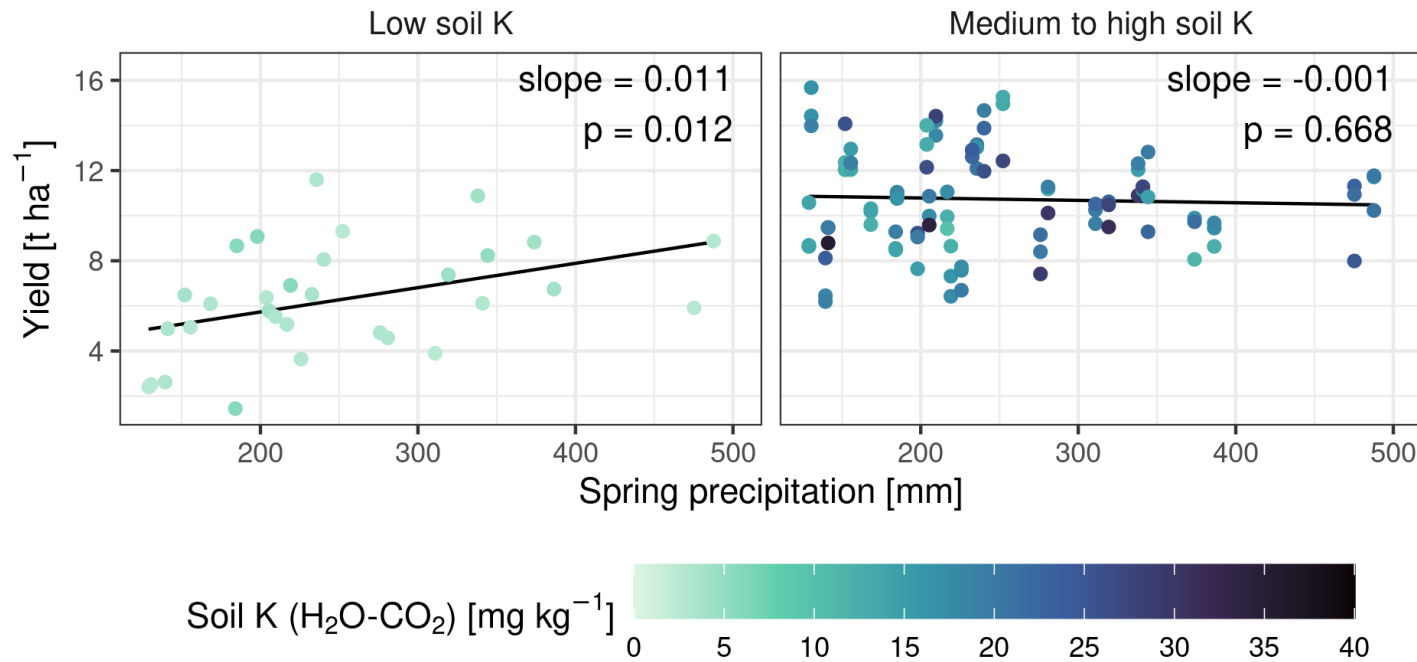 Low soil K
Medium to high soil K
slope = 0.011
p = 0.012
slope = -0.001
p = 0.668
Yield [t ha⁻¹]
16
12
8
4
200 300 400 500
200 300 400 500
Spring precipitation [mm]
Soil K (H₂O-CO₂) [mg kg⁻¹]
0 5 10 15 20 25 30 35 40